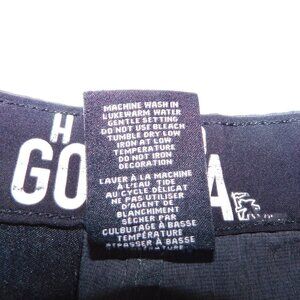 H
GO
A
MACHINE WASH IN
LUKEWARM WATER
GENTLE SETTING
DO NOT USE BLEACH
TUMBLE DRY LOW
IRON AT LOW
TEMPERATURE
DO NOT IRON
DECORATION
LAVER À LA MACHINE
À L'EAU TIDE
AU CYCLE DÉLICAT
NE PAS UTILISER
D'AGENT DE
BLANCHIMENT
SÉCHER PAR
CULBUTAGE À BASSE
TEMPÉRATURE
REPASSER À BASSE